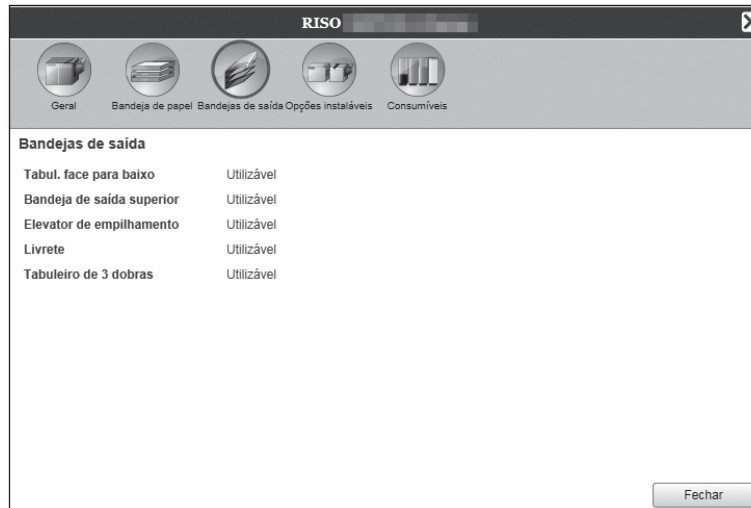 RISO
Geral
Bandeja de papel
Bandejas de saída
Opções instaláveis
Consumíveis
Bandejas de saída
Tabul. face para baixo Utilizável
Bandeja de saída superior Utilizável
Elevator de empilhamento Utilizável
Livrete Utilizável
Tabuleiro de 3 dobras Utilizável
Fechar